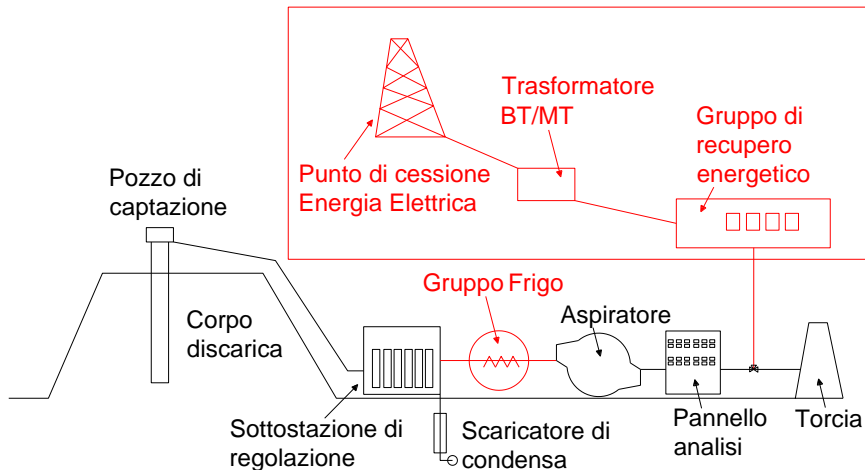 Trasformatore
BT/MT
Gruppo di
recupero
energetico
Punto di cessione
Energia Elettrica
Pozzo di
captazione
Gruppo Frigo
Aspiratore
Corpo
discarica
Sottostazione di
regolazione
Scaricatore di
condensa
Pannello
analisi
Torcia